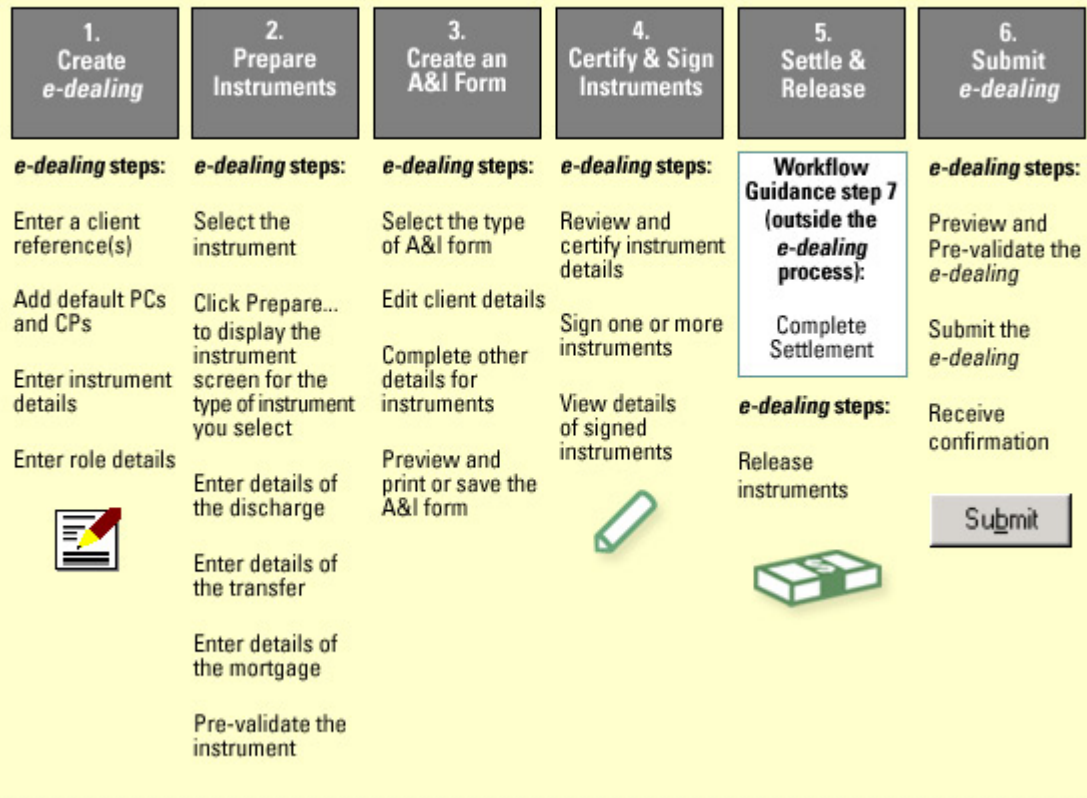 1.
Create
e-dealing
e-dealing steps:
Enter a client
reference(s)
Add default PCs
and CPs
Enter instrument
details
Enter role details
2.
Prepare
Instruments
e-dealing steps:
Select the
instrument
Click Prepare...
to display the
instrument
screen for the
type of instrument
you select
Enter details of
the discharge
Enter details of
the transfer
Enter details of
the mortgage
Pre-validate the
instrument
3.
Create an
A&I Form
e-dealing steps:
Select the type
of A&I form
Edit client details
Complete other
details for
instruments
Preview and
print or save the
A&I form
4.
Certify & Sign
Instruments
e-dealing steps:
Review and
certify instrument
details
Sign one or more
instruments
View details
of signed
instruments
5.
Settle &
Release
Workflow
Guidance step 7
(outside the
e-dealing
process):
Complete
Settlement
e-dealing steps:
Release
instruments
6.
Submit
e-dealing
e-dealing steps:
Preview and
Pre-validate the
e-dealing
Submit the
e-dealing
Receive
confirmation
Submit